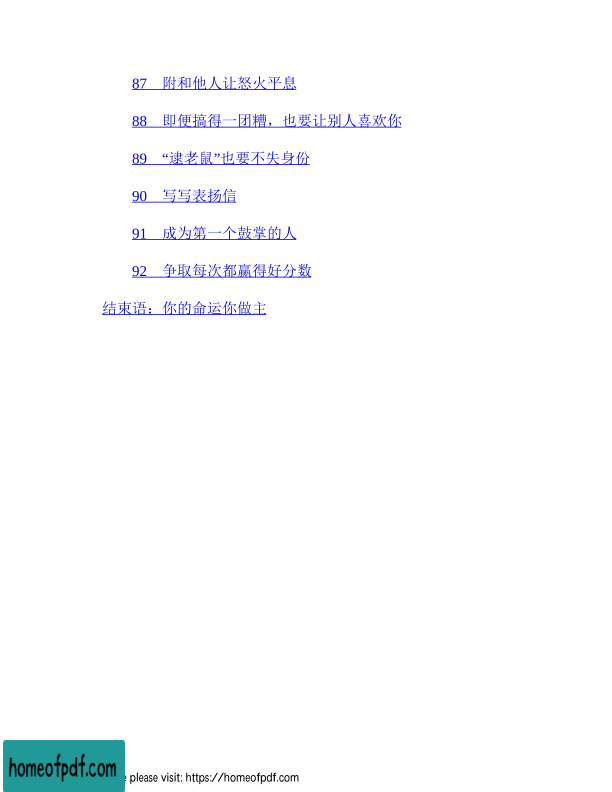 87　附和他人让怒火平息
88　即便搞得一团糟，也要让别人喜欢你
89　“逮老鼠”也要不失身份
90　写写表扬信
91　成为第一个鼓掌的人
92　争取每次都赢得好分数
结束语：你的命运你做主
homeofpdf.com
please visit: https://homeofpdf.com